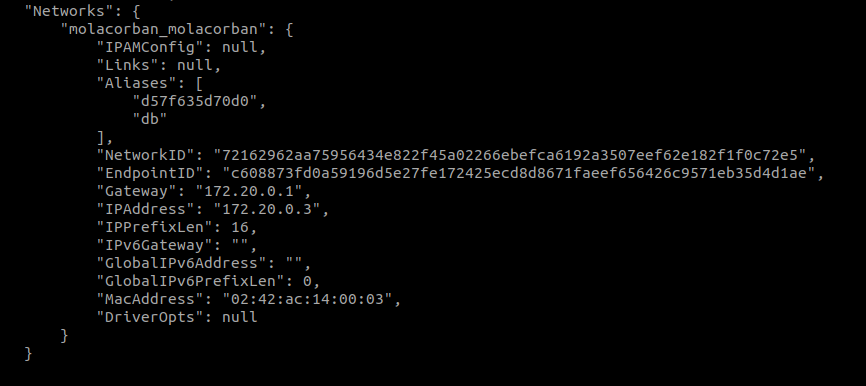 "Networks": {
"molacorban_molacorban": {
"IPAMConfig": null,
"Links": null,
"Aliases": [
"d57f635d70d0",
"db"
],
"NetworkID": "72162962aa75956434e822f45a02266ebefca6192a3507eef62e182f1f0c72e5",
"EndpointID": "c608873fd0a59196d5e27fe172425ecd8d8671faeef656426c9571eb35d4d1ae",
"Gateway": "172.20.0.1",
"IPAddress": "172.20.0.3",
"IPPrefixLen": 16,
"IPv6Gateway": "",
"GlobalIPv6Address": "",
"GlobalIPv6PrefixLen": 0,
"MacAddress": "02:42:ac:14:00:03",
"DriverOpts": null
}
}